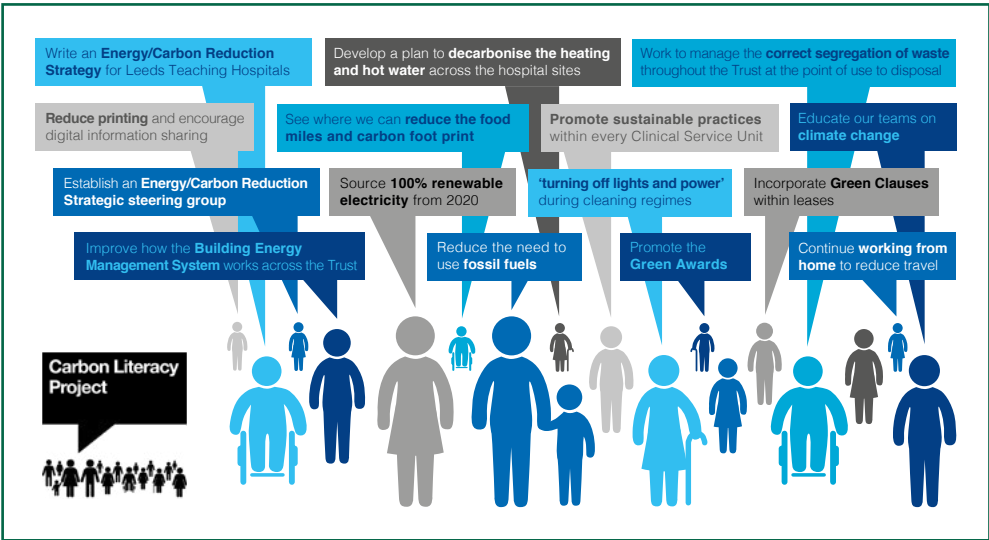 Write an Energy/Carbon Reduction
Strategy for Leeds Teaching Hospitals
Develop a plan to decarbonise the heating
and hot water across the hospital sites
Work to manage the correct segregation of waste
throughout the Trust at the point of use to disposal
Reduce printing and encourage
digital information sharing
See where we can reduce the food
miles and carbon foot print
Promote sustainable practices
within every Clinical Service Unit
Educate our teams on
climate change
Establish an Energy/Carbon Reduction
Strategic steering group
Source 100% renewable
electricity from 2020
‘turning off lights and power’
during cleaning regimes
Incorporate Green Clauses
within leases
Improve how the Building Energy
Management System works across the Trust
Reduce the need to
use fossil fuels
Promote the
Green Awards
Continue working from
home to reduce travel
Carbon Literacy
Project